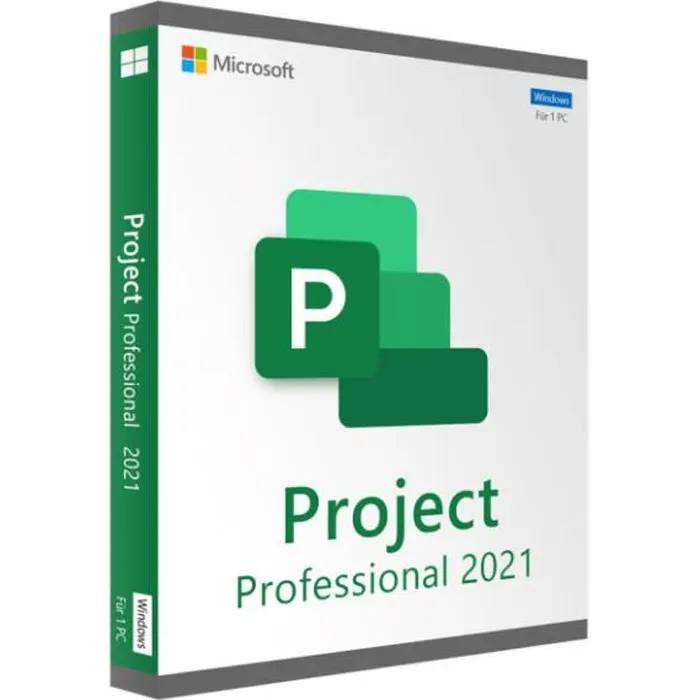 Microsoft
Windows
Für 1 PC
P
Project
Professional 2021
Project Professional 2021
Windows
Für 1 PC